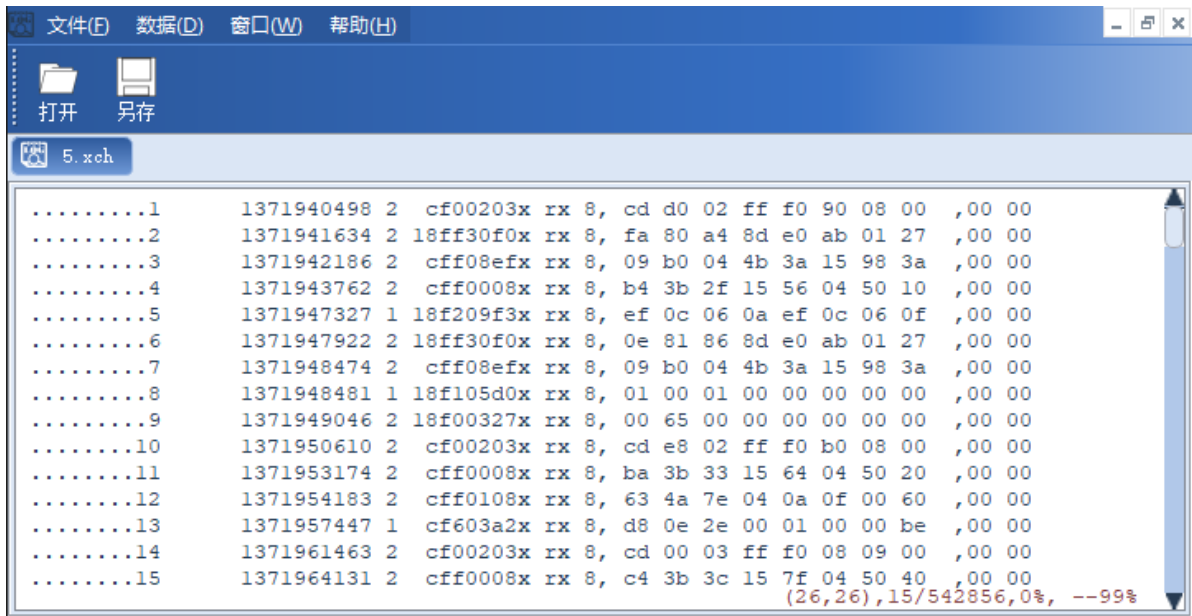 文件(F) 数据(D) 窗口(W) 帮助(H)
打开 另存
5.xch
.........1 1371940498 2 cf00203x rx 8, cd d0 02 ff f0 90 08 00 ,00 00
.........2 1371941634 2 18ff30f0x rx 8, fa 80 a4 8d e0 ab 01 27 ,00 00
.........3 1371942186 2 cff08efx rx 8, 09 b0 04 4b 3a 15 98 3a ,00 00
.........4 1371943762 2 cff0008x rx 8, b4 3b 2f 15 56 04 50 10 ,00 00
.........5 1371947327 1 18f209f3x rx 8, ef 0c 06 0a ef 0c 06 0f ,00 00
.........6 1371947922 2 18ff30f0x rx 8, 0e 81 86 8d e0 ab 01 27 ,00 00
.........7 1371948474 2 cff08efx rx 8, 09 b0 04 4b 3a 15 98 3a ,00 00
.........8 1371948481 1 18f105d0x rx 8, 01 00 01 00 00 00 00 00 ,00 00
.........9 1371949046 2 18f00327x rx 8, 00 65 00 00 00 00 00 00 ,00 00
........10 1371950610 2 cf00203x rx 8, cd e8 02 ff f0 b0 08 00 ,00 00
........11 1371953174 2 cff0008x rx 8, ba 3b 33 15 64 04 50 20 ,00 00
........12 1371954183 2 cff0108x rx 8, 63 4a 7e 04 0a 0f 00 60 ,00 00
........13 1371957447 1 cf603a2x rx 8, d8 0e 2e 00 01 00 00 be ,00 00
........14 1371961463 2 cf00203x rx 8, cd 00 03 ff f0 08 09 00 ,00 00
........15 1371964131 2 cff0008x rx 8, c4 3b 3c 15 7f 04 50 40 ,00 00
(26,26),15/542856,0%, --99%